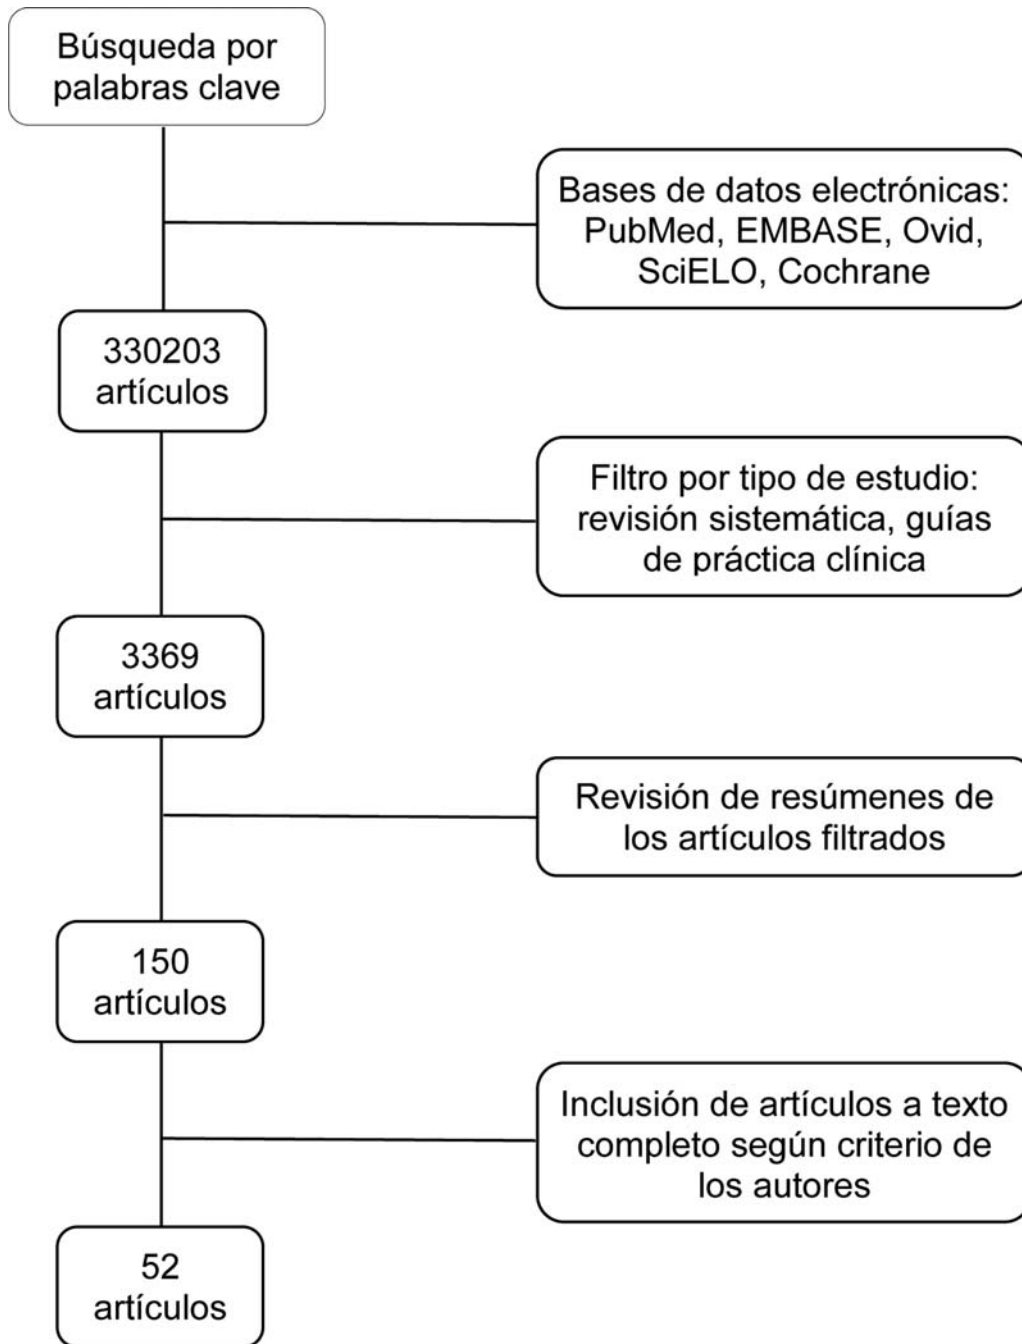 Búsqueda por
palabras clave
Bases de datos electrónicas:
PubMed, EMBASE, Ovid,
SciELO, Cochrane
330203
artículos
Filtro por tipo de estudio:
revisión sistemática, guías
de práctica clínica
3369
artículos
Revisión de resúmenes de
los artículos filtrados
150
artículos
Inclusión de artículos a texto
completo según criterio de
los autores
52
artículos